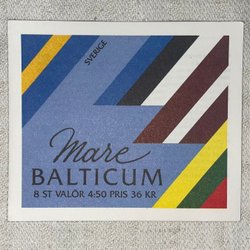 SVERIGE
Mare
BALTICUM
8 ST VALÖR 4:50 PRIS 36 KR